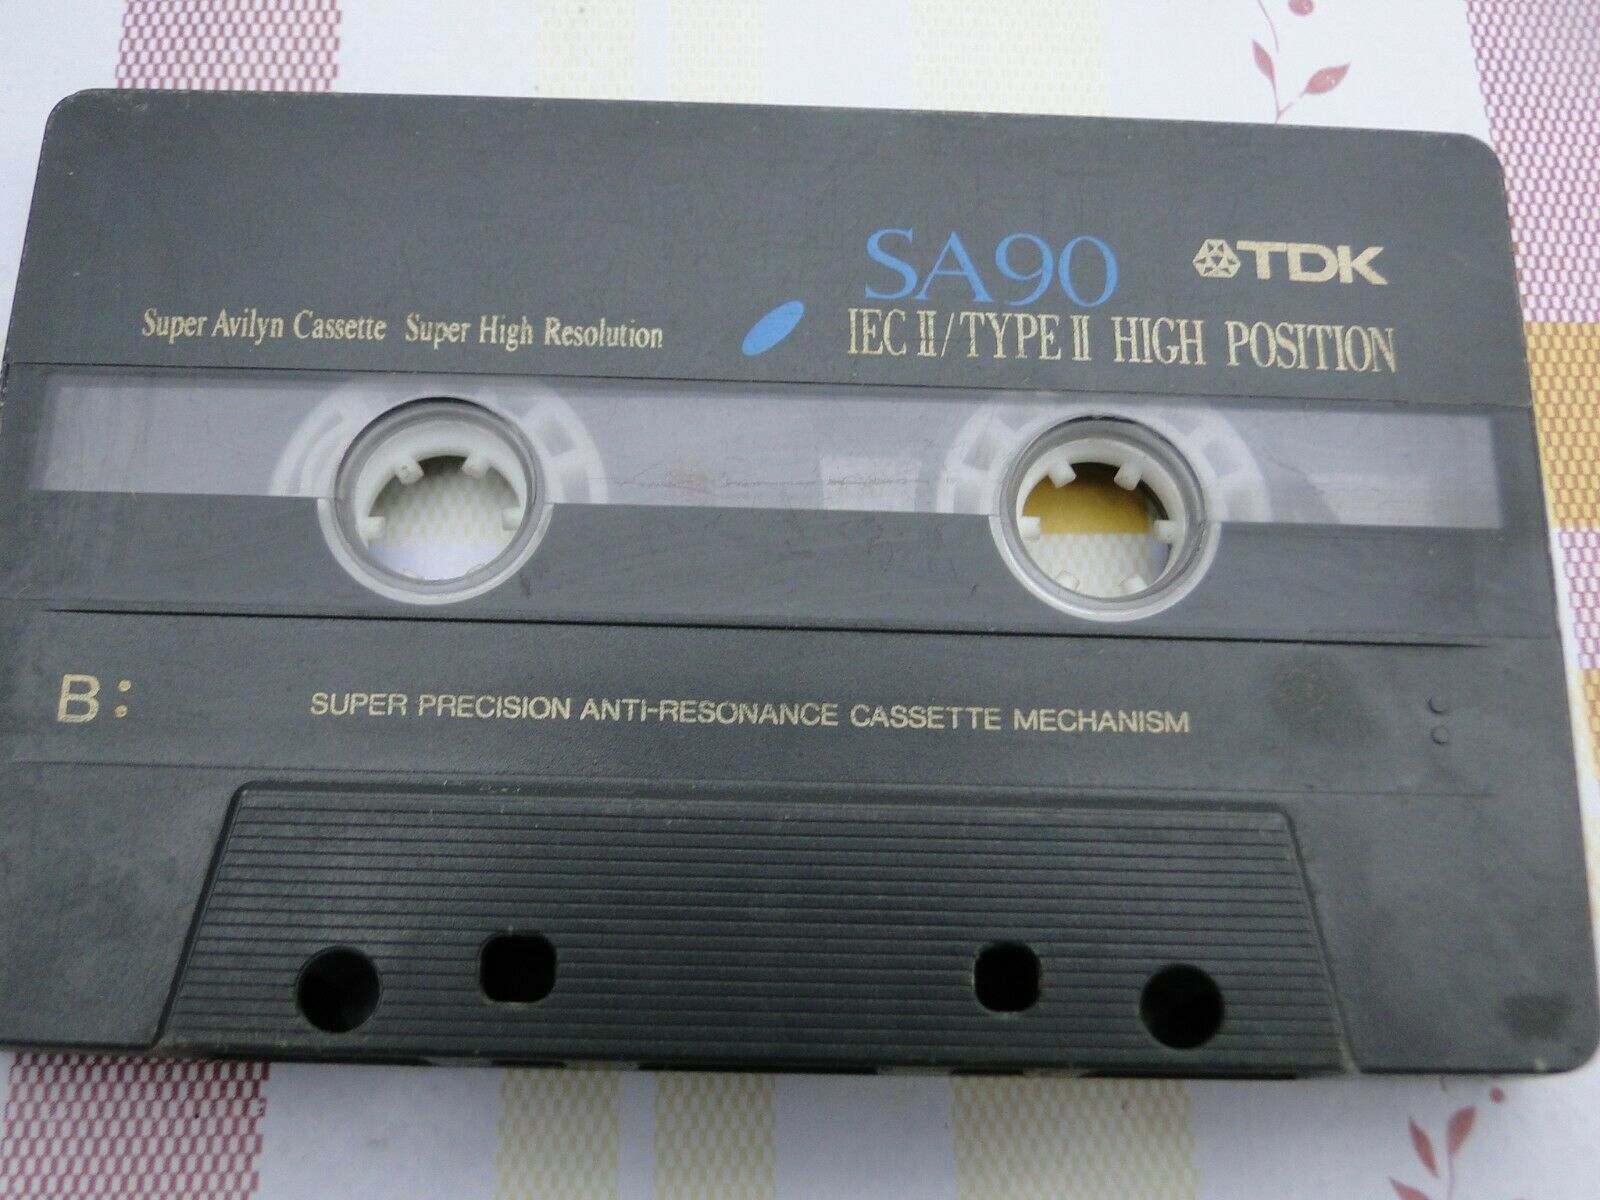 SA90 TDK
Super Avilyn Cassette Super High Resolution IEC II/TYPE II HIGH POSITION
B:
SUPER PRECISION ANTI-RESONANCE CASSETTE MECHANISM